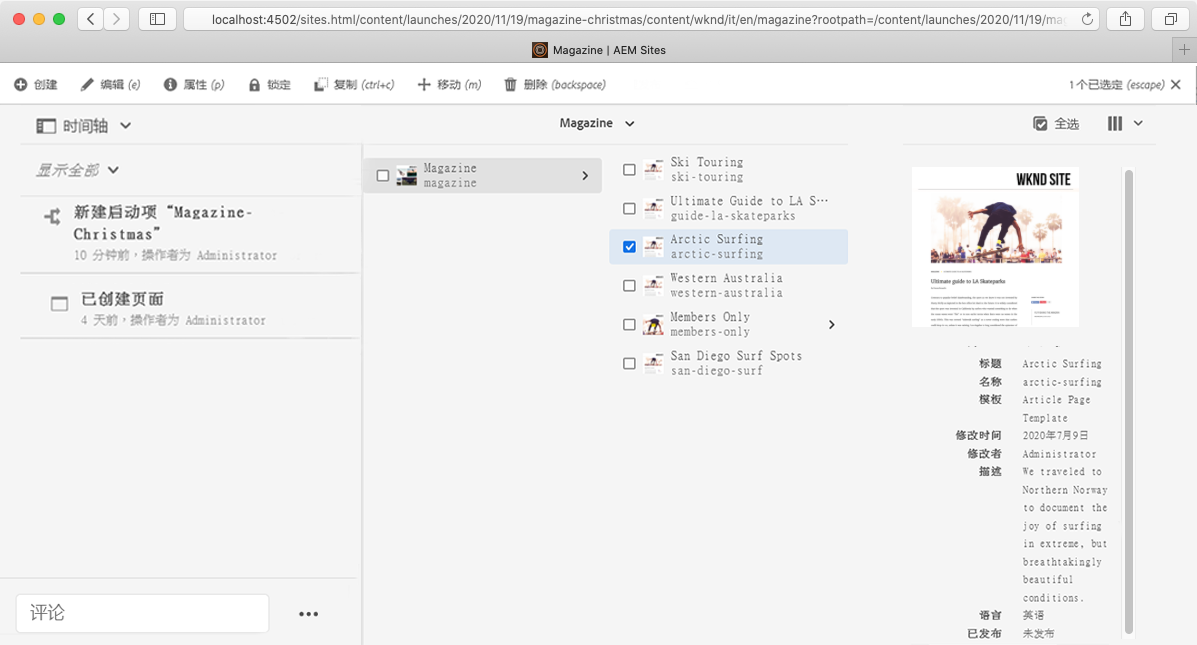 localhost:4502/sites.html/content/launches/2020/11/19/magazine-christmas/content/wknd/it/en/magazine?rootpath=/content/launches/2020/11/19/mag
Magazine | AEM Sites
创建 编辑 (e) 属性 (p) 锁定 复制 (ctrl+c) 移动 (m) 删除 (backspace) 1 个已选定 (escape)
时间轴
Magazine
全选
显示全部
新建启动项“Magazine-
Christmas”
10 分钟前，操作者为 Administrator
已创建页面
4 天前，操作者为 Administrator
评论
Magazine
magazine
Ski Touring
ski-touring
Ultimate Guide to LA S…
guide-la-skateparks
Arctic Surfing
arctic-surfing
Western Australia
western-australia
Members Only
members-only
San Diego Surf Spots
san-diego-surf
WKND SITE
Ultimate guide to LA Skateparks
标题 Arctic Surfing
名称 arctic-surfing
模板 Article Page
Template
修改时间 2020年7月9日
修改者 Administrator
描述 We traveled to
Northern Norway
to document the
joy of surfing
in extreme, but
breathtakingly
beautiful
conditions.
语言 英语
已发布 未发布